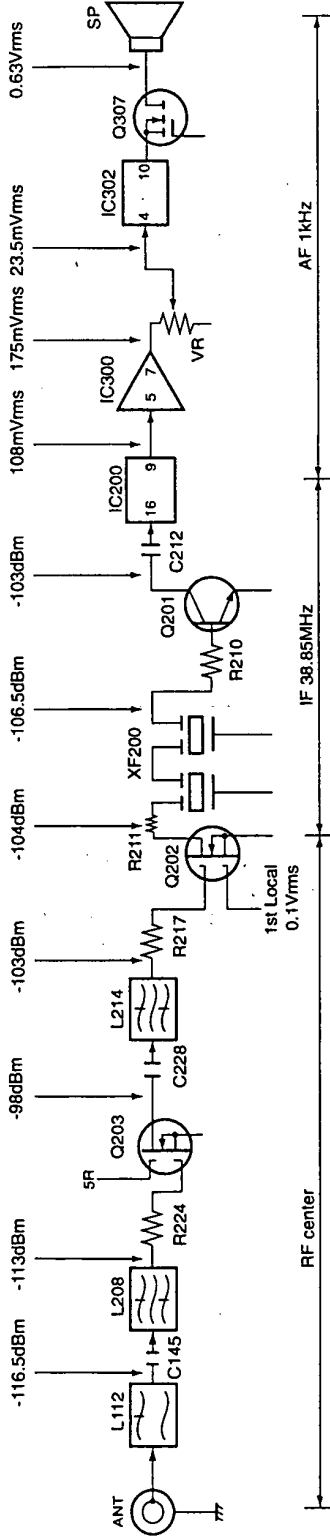 -116.5dBm
-113dBm
-98dBm
-103dBm
-104dBm
-106.5dBm
-103dBm
108mVrms
175mVrms
23.5mVrms
0.63Vrms
ANT
L112
C145
L208
R224
5R
Q203
C228
L214
R217
Q202
R211
XF200
R210
Q201
C212
IC200
16
9
IC300
5
7
VR
IC302
4
10
Q307
SP
1st Local
0.1Vrms
RF center
IF 38.85MHz
AF 1kHz